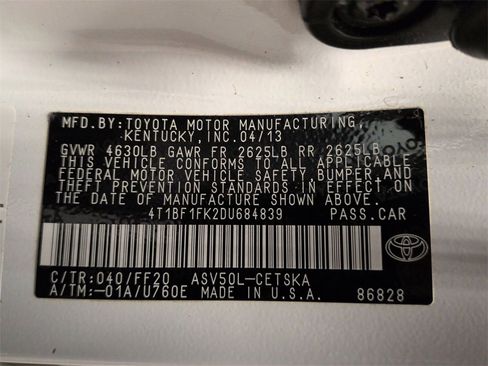 MFD.BY:TOYOTA MOTOR MANUFACTURING,
KENTUCKY, INC.04/13
GVWR 4630LB GAWR FR 2625LB RR 2625LB
THIS VEHICLE CONFORMS TO ALL APPLICABLE
FEDERAL MOTOR VEHICLE SAFETY,BUMPER, AND
THEFT PREVENTION STANDARDS IN EFFECT ON
THE DATE OF MANUFACTURE SHOWN ABOVE.
4T1BF1FK2DU684839 PASS.CAR
C/TR:040/FF20 ASV50L-CETSKA
A/TM:-01A/U760E MADE IN U.S.A. 86828